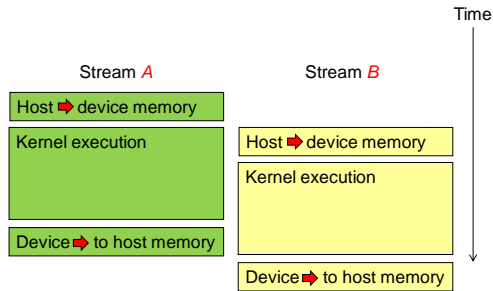 Time
Stream A
Stream B
Host ➡ device memory
Kernel execution
Device ➡ to host memory
Host ➡ device memory
Kernel execution
Device ➡ to host memory